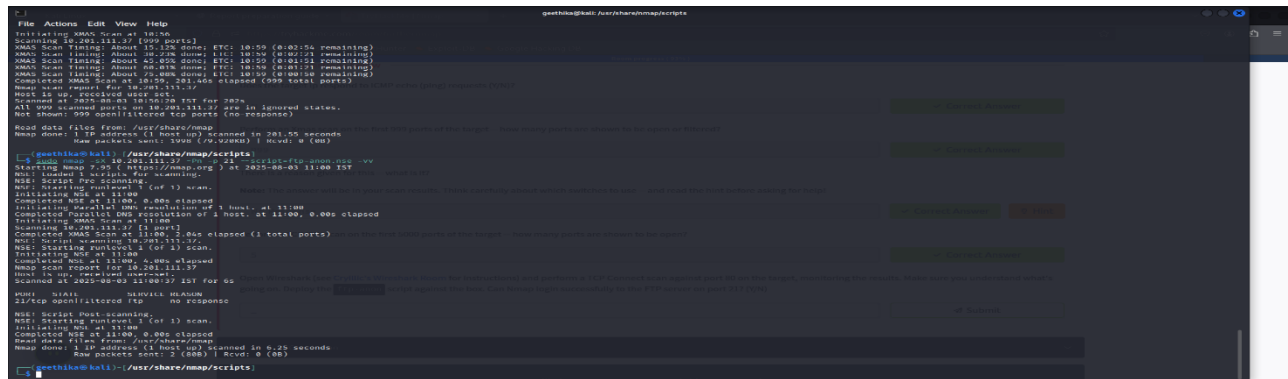 geethika@kali: /usr/share/nmap/scripts
File Actions Edit View Help
Initiating XMAS Scan at 10:56
Scanning 10.201.111.37 [999 ports]
XMAS Scan Timing: About 15.12% done; ETC: 10:59 (0:02:54 remaining)
XMAS Scan Timing: About 30.23% done; ETC: 10:59 (0:02:21 remaining)
XMAS Scan Timing: About 45.05% done; ETC: 10:59 (0:01:51 remaining)
XMAS Scan Timing: About 60.01% done; ETC: 10:59 (0:01:21 remaining)
XMAS Scan Timing: About 75.08% done; ETC: 10:59 (0:00:50 remaining)
Completed XMAS Scan at 10:59, 201.46s elapsed (999 total ports)
Nmap scan report for 10.201.111.37
Host is up, received user-set.
Scanned at 2025-08-03 10:56:20 IST for 202s
All 999 scanned ports on 10.201.111.37 are in ignored states.
Not shown: 999 open|filtered tcp ports (no-response)
Read data files from: /usr/share/nmap
Nmap done: 1 IP address (1 host up) scanned in 201.55 seconds
Raw packets sent: 1998 (79.920KB) | Rcvd: 0 (0B)
(geethika㉿kali)-[/usr/share/nmap/scripts]
$ sudo nmap -sX 10.201.111.37 -Pn -p 21 --script=ftp-anon.nse -vv
Starting Nmap 7.95 ( https://nmap.org ) at 2025-08-03 11:00 IST
NSE: Loaded 1 scripts for scanning.
NSE: Script Pre-scanning.
NSE: Starting runlevel 1 (of 1) scan.
Initiating NSE at 11:00
Completed NSE at 11:00, 0.00s elapsed
Initiating Parallel DNS resolution of 1 host. at 11:00
Completed Parallel DNS resolution of 1 host. at 11:00, 0.00s elapsed
Initiating XMAS Scan at 11:00
Scanning 10.201.111.37 [1 port]
Completed XMAS Scan at 11:00, 2.04s elapsed (1 total ports)
NSE: Script scanning 10.201.111.37.
NSE: Starting runlevel 1 (of 1) scan.
Initiating NSE at 11:00
Completed NSE at 11:00, 4.00s elapsed
Nmap scan report for 10.201.111.37
Host is up, received user-set.
Scanned at 2025-08-03 11:00:37 IST for 6s
PORT STATE SERVICE REASON
21/tcp open|filtered ftp no-response
NSE: Script Post-scanning.
NSE: Starting runlevel 1 (of 1) scan.
Initiating NSE at 11:00
Completed NSE at 11:00, 0.00s elapsed
Read data files from: /usr/share/nmap
Nmap done: 1 IP address (1 host up) scanned in 6.25 seconds
Raw packets sent: 2 (80B) | Rcvd: 0 (0B)
(geethika㉿kali)-[/usr/share/nmap/scripts]
$